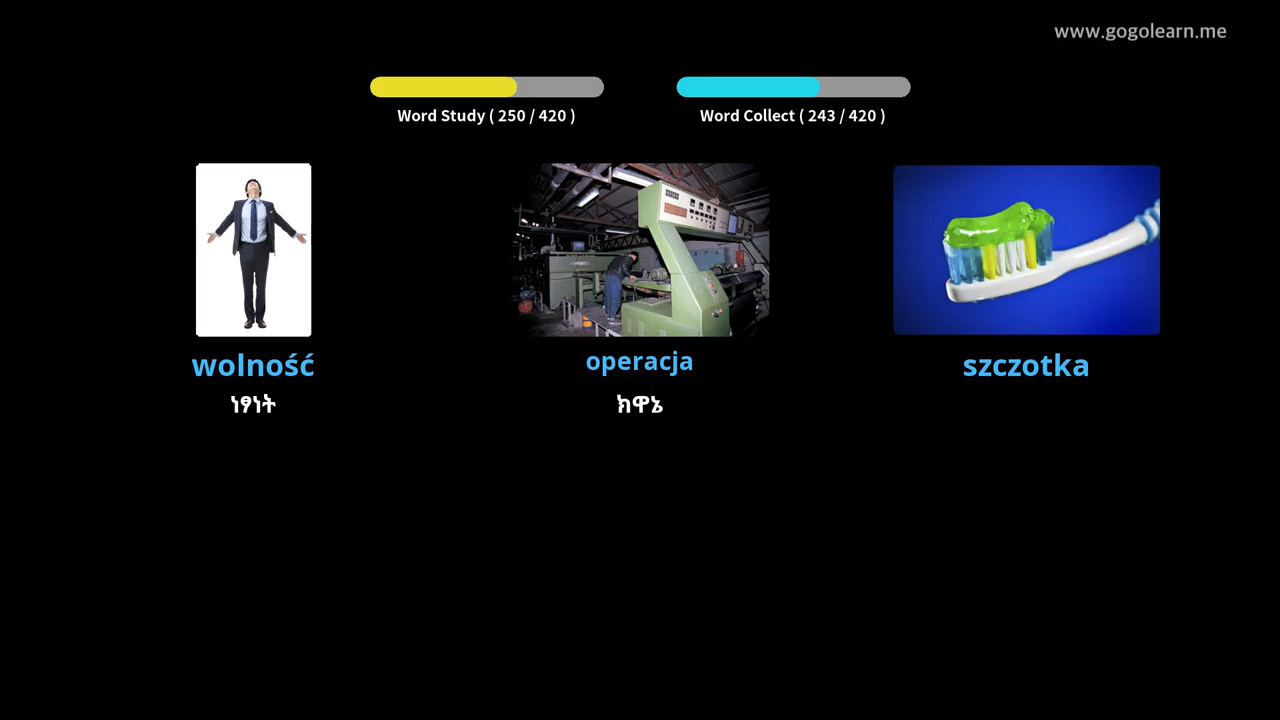 www.gogolearn.me
Word Study ( 250 / 420 )
Word Collect ( 243 / 420 )
wolność
operacja
szczotka
ነፃነት
ክዋኔ